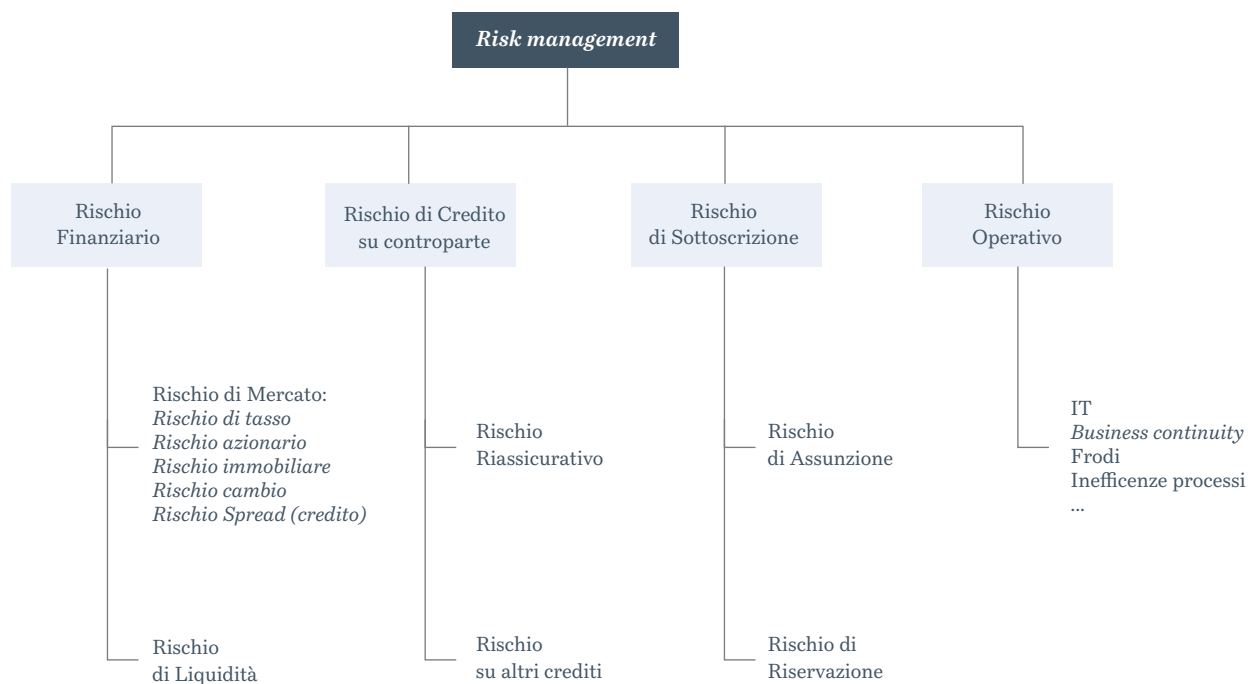 Risk management
Rischio
Finanziario
Rischio di Credito
su controparte
Rischio
di Sottoscrizione
Rischio
Operativo
Rischio di Mercato:
Rischio di tasso
Rischio azionario
Rischio immobiliare
Rischio cambio
Rischio Spread (credito)
Rischio
Riassicurativo
Rischio
di Assunzione
IT
Business continuity
Frodi
Inefficenze processi
...
Rischio
di Liquidità
Rischio
su altri crediti
Rischio di
Riservazione